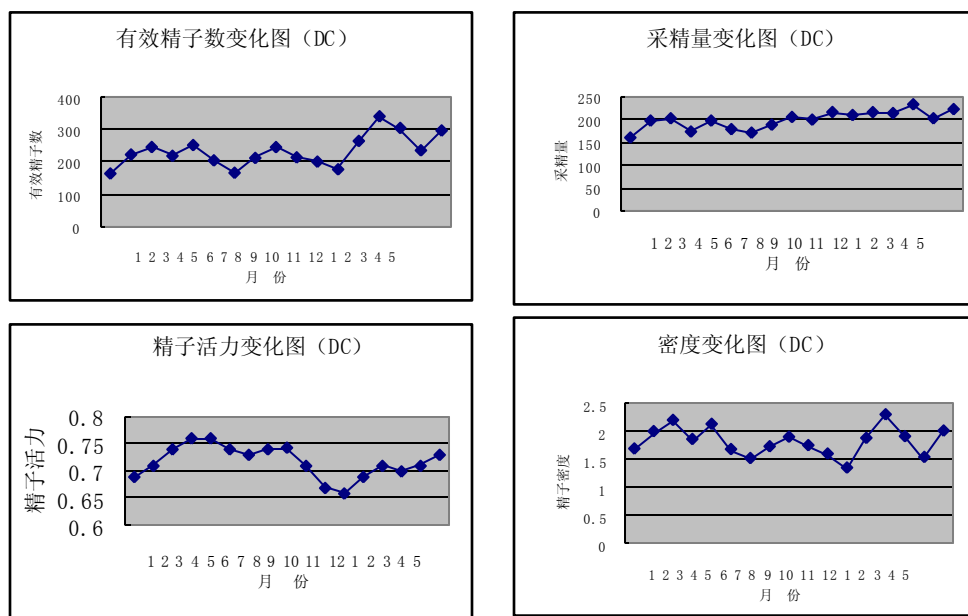 有效精子数变化图（DC）
400
300
200
100
0
有效精子数
1 2 3 4 5 6 7 8 9 10 11 12 1 2 3 4 5
月 份
采精量变化图（DC）
250
200
150
100
50
0
采精量
1 2 3 4 5 6 7 8 9 10 11 12 1 2 3 4 5
月 份
精子活力变化图（DC）
0.8
0.75
0.7
0.65
0.6
精子活力
1 2 3 4 5 6 7 8 9 10 11 12 1 2 3 4 5
月 份
密度变化图（DC）
2.5
2
1.5
1
0.5
0
精子密度
1 2 3 4 5 6 7 8 9 10 11 12 1 2 3 4 5
月 份